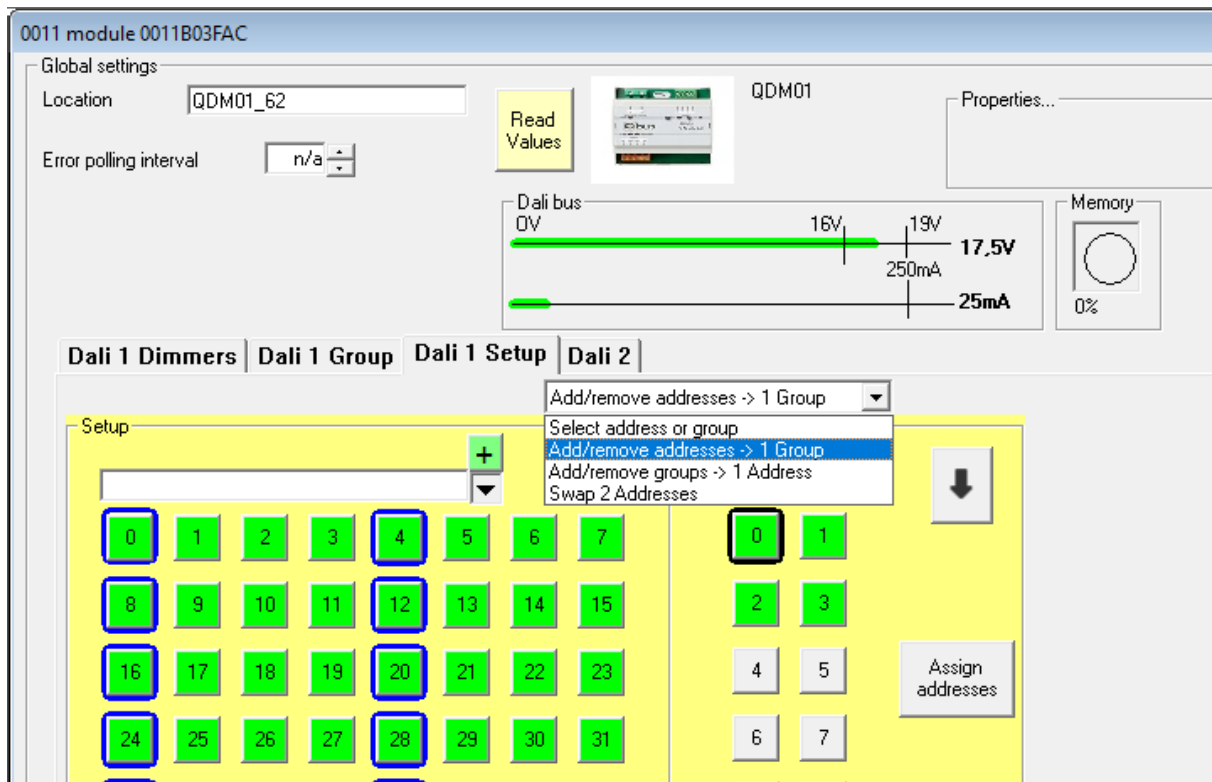 0011 module 0011B03FAC
Global settings
Location
QDM01_62
Read
Values
QDM01
Properties...
Error polling interval
n/a
Dali bus
0V
16V
19V
17,5V
250mA
25mA
Memory
0%
Dali 1 Dimmers
Dali 1 Group
Dali 1 Setup
Dali 2
Add/remove addresses -> 1 Group
Select address or group
Add/remove addresses -> 1 Group
Add/remove groups -> 1 Address
Swap 2 Addresses
Setup
+
0 1 2 3 4 5 6 7
0 1
8 9 10 11 12 13 14 15
2 3
16 17 18 19 20 21 22 23
4 5
Assign
addresses
24 25 26 27 28 29 30 31
6 7